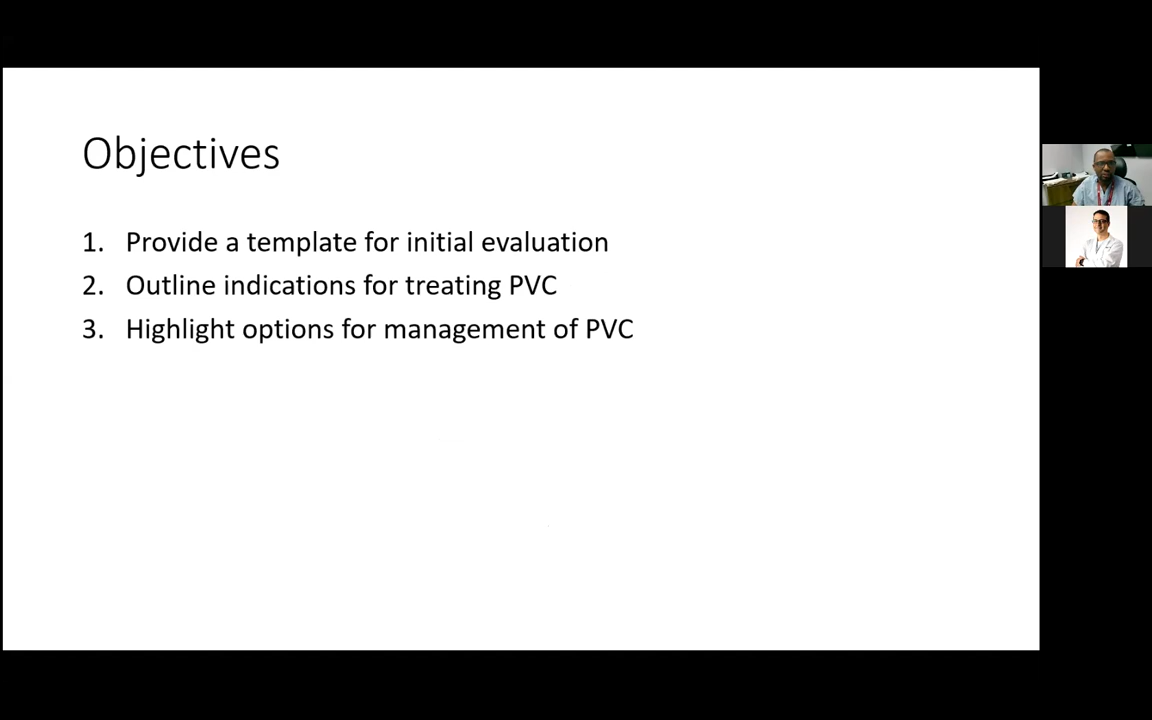 Objectives
1. Provide a template for initial evaluation
2. Outline indications for treating PVC
3. Highlight options for management of PVC